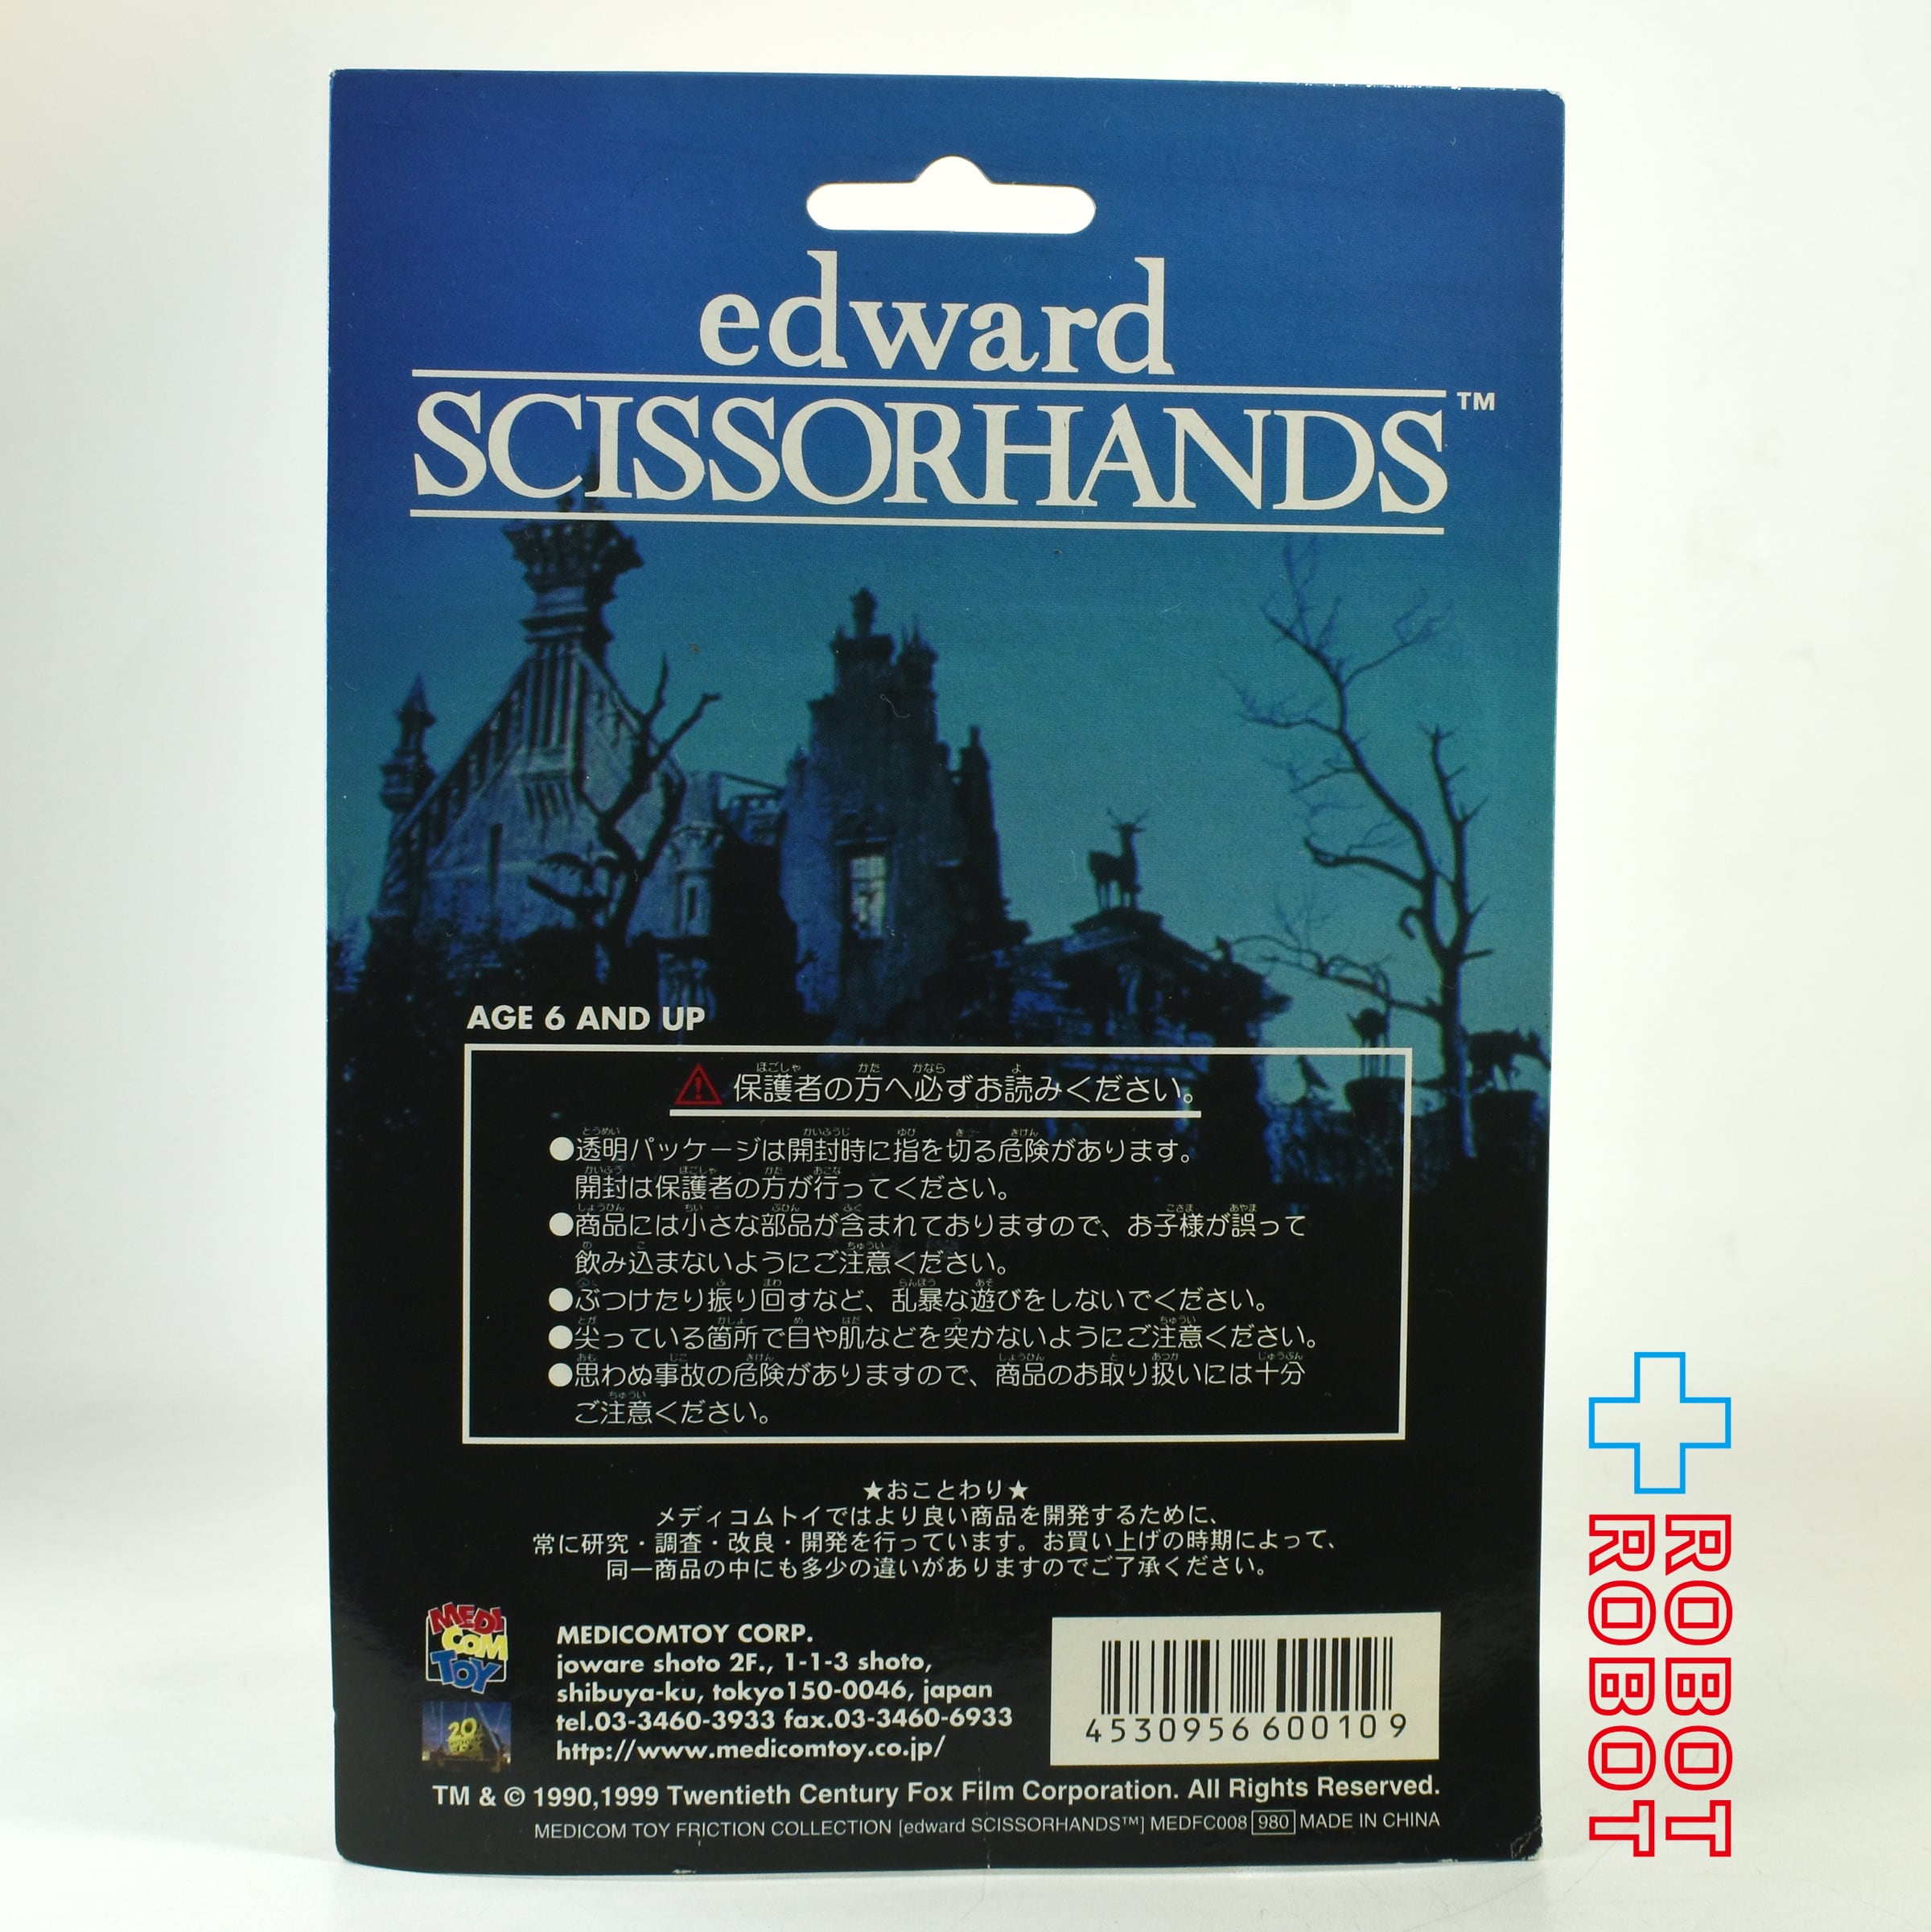 edward
SCISSORHANDS™
AGE 6 AND UP
保護者の方へ必ずお読みください。
●透明パッケージは開封時に指を切る危険があります。
開封は保護者の方が行ってください。
●商品には小さな部品が含まれておりますので、お子様が誤って
飲み込まないようにご注意ください。
●ぶつけたり振り回すなど、乱暴な遊びをしないでください。
●尖っている箇所で目や肌などを突かないようにご注意ください。
●思わぬ事故の危険がありますので、商品のお取り扱いには十分
ご注意ください。
★おことわり★
メディコムトイではより良い商品を開発するために、
常に研究・調査・改良・開発を行っています。お買い上げの時期によって、
同一商品の中にも多少の違いがありますのでご了承ください。
MEDI
COM
TOY
20
MEDICOMTOY CORP.
joware shoto 2F., 1-1-3 shoto,
shibuya-ku, tokyo150-0046, japan
tel.03-3460-3933 fax.03-3460-6933
http://www.medicomtoy.co.jp/
4530956600109
TM & © 1990,1999 Twentieth Century Fox Film Corporation. All Rights Reserved.
MEDICOM TOY FRICTION COLLECTION [edward SCISSORHANDS™] MEDFC008 980 MADE IN CHINA
ROBOT
ROBOT